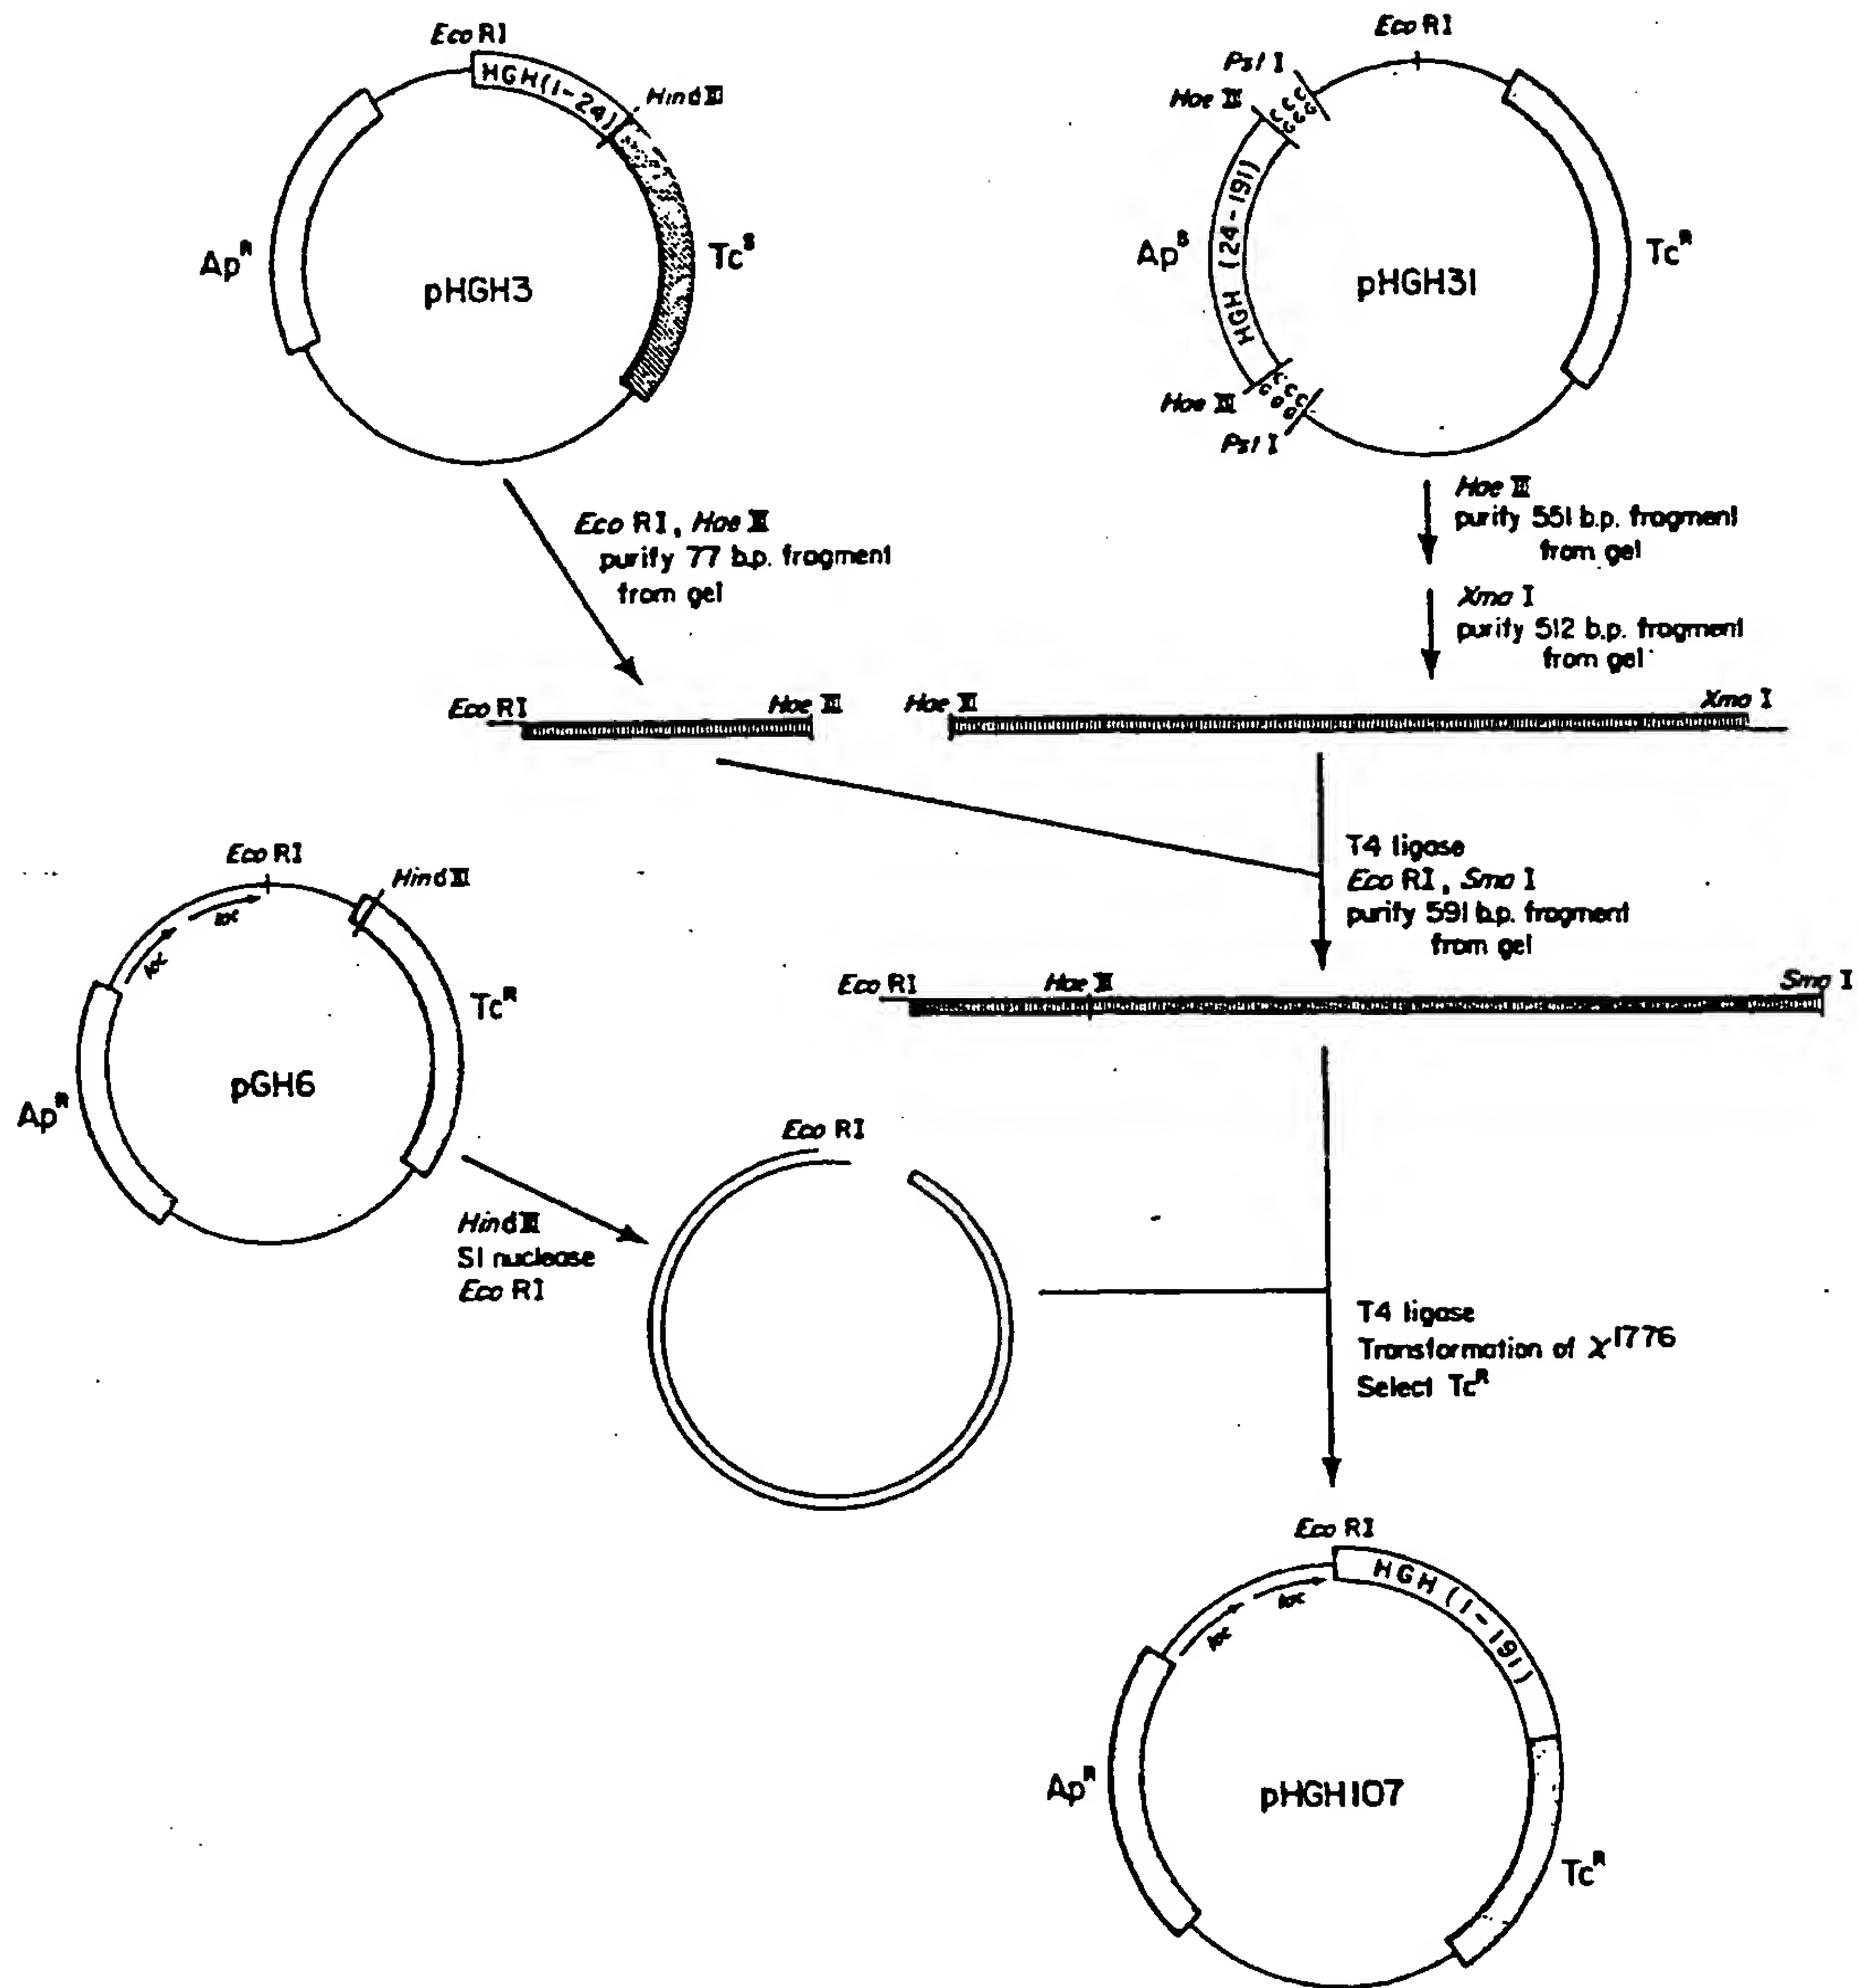 Eco RI
HGH(1-24)
Hind III
Ap^R
Tc^S
pHGH3
Eco RI
Pst I
Hae III
CCC
GGGG
HGH (24-191)
Ap^S
Tc^R
pHGH31
Hae III
Pst I
Eco RI, Hae III
purify 77 b.p. fragment
from gel
Hae III
purify 551 b.p. fragment
from gel
Xma I
purify 512 b.p. fragment
from gel
Eco RI
Hae III
Hae III
Xma I
T4 ligase
Eco RI, Sma I
purify 591 b.p. fragment
from gel
Eco RI
Hind III
lac
lac
Tc^R
Ap^R
pGH6
Eco RI
Hae III
Sma I
Hind III
S1 nuclease
Eco RI
Eco RI
T4 ligase
Transformation of χ1776
Select Tc^R
Eco RI
HGH (1-191)
lac
lac
Ap^R
pHGH107
Tc^R